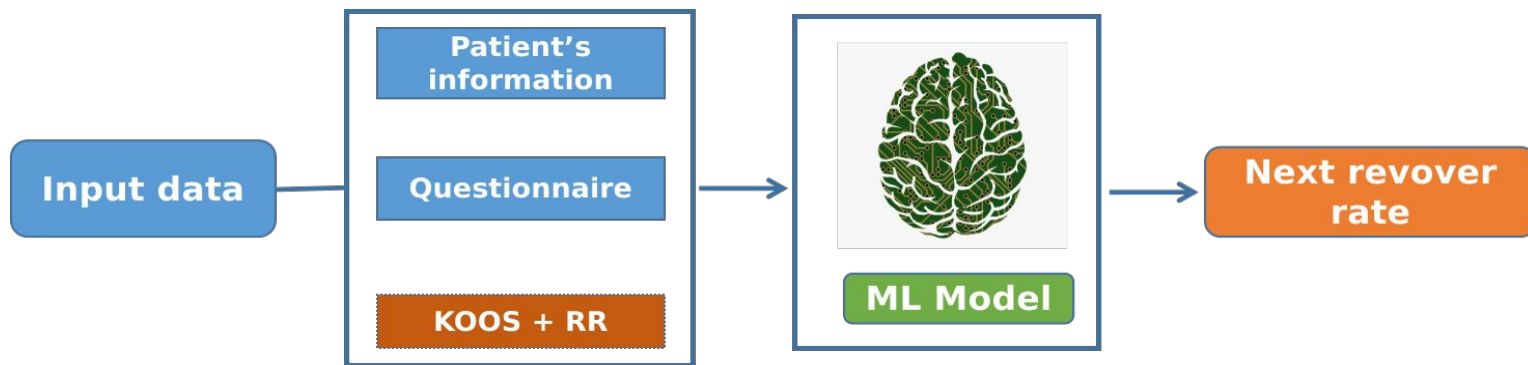 Input data
Patient's
information
Questionnaire
KOOS + RR
ML Model
Next revover
rate